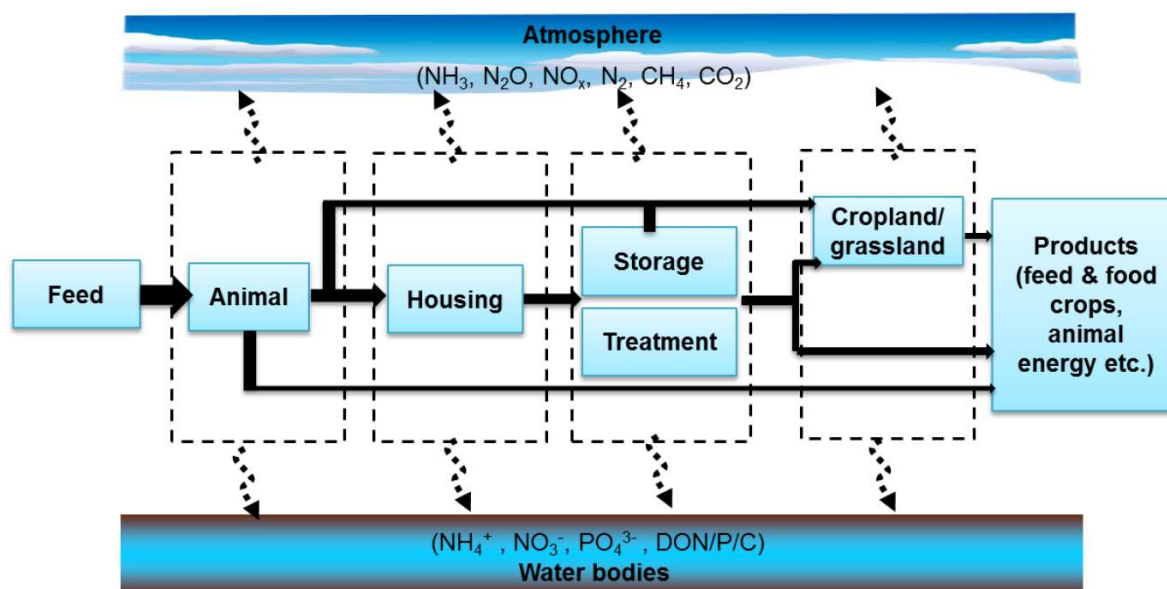 Atmosphere
(NH₃, N₂O, NOₓ, N₂, CH₄, CO₂)
Feed
Animal
Housing
Storage
Treatment
Cropland/
grassland
Products
(feed & food
crops,
animal
energy etc.)
(NH₄⁺ , NO₃⁻, PO₄³⁻ , DON/P/C)
Water bodies